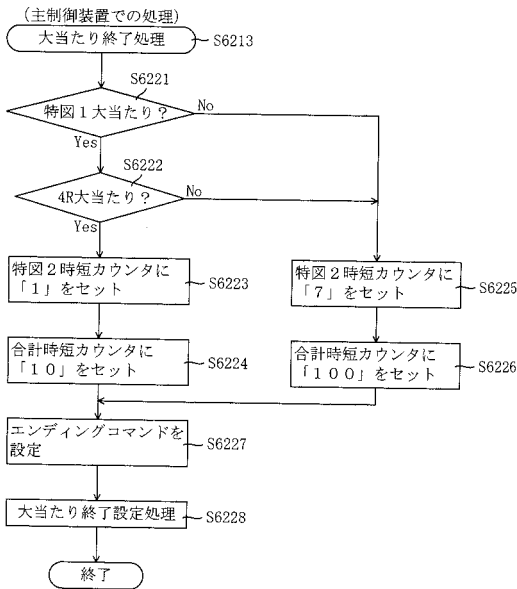 (主制御装置での処理)
大当たり終了処理
S6213
S6221
特図1大当たり?
No
Yes
S6222
4R大当たり?
No
Yes
特図2時短カウンタに
「1」をセット
S6223
特図2時短カウンタに
「7」をセット
S6225
合計時短カウンタに
「10」をセット
S6224
合計時短カウンタに
「100」をセット
S6226
エンディングコマンドを
設定
S6227
大当たり終了設定処理
S6228
終了